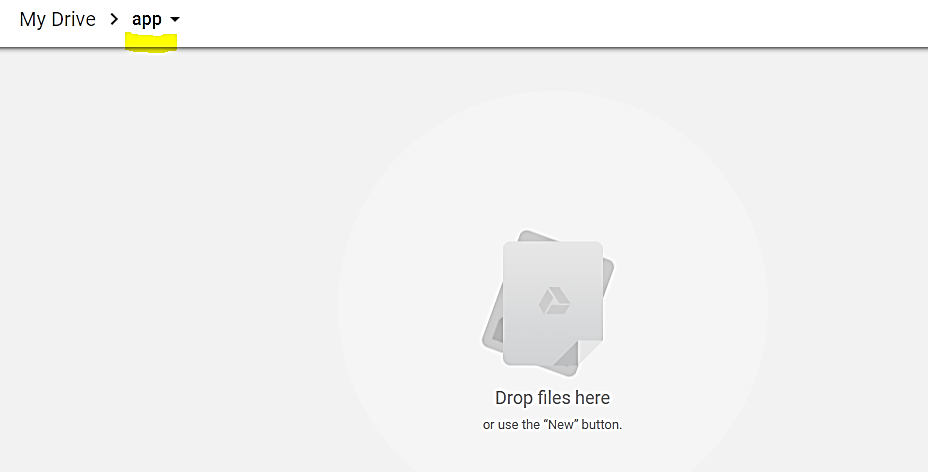 My Drive > app
Drop files here
or use the “New” button.